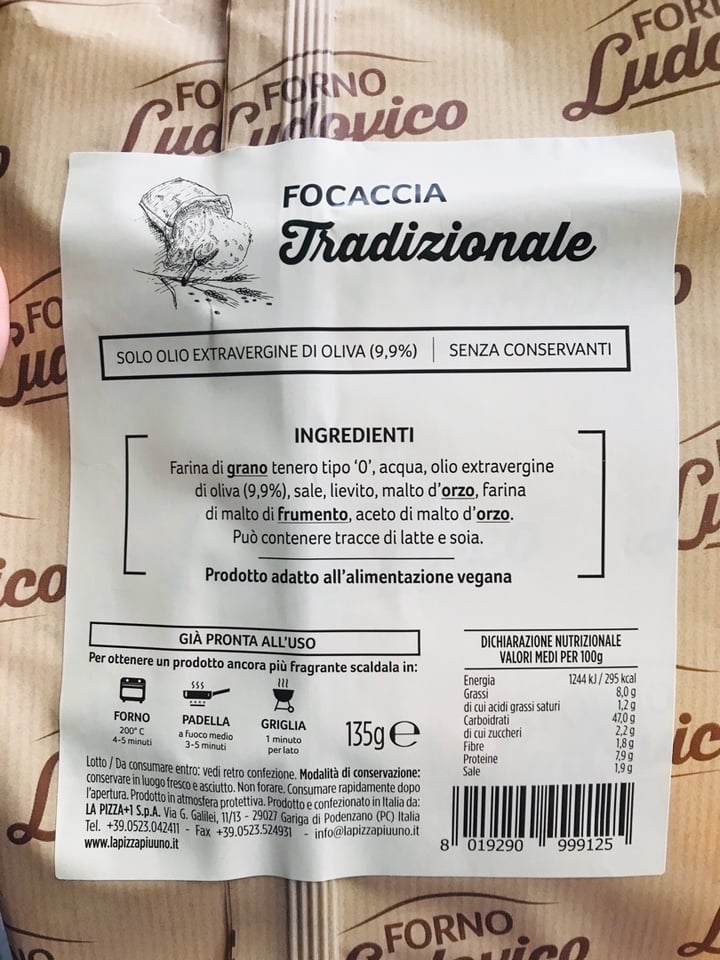 FO
FORNO
FOR
Lud
Ludovico
Ludo
FOCACCIA
Tradizionale
SOLO OLIO EXTRAVERGINE DI OLIVA (9,9%) | SENZA CONSERVANTI
INGREDIENTI
Farina di grano tenero tipo ‘0’, acqua, olio extravergine
di oliva (9,9%), sale, lievito, malto d’orzo, farina
di malto di frumento, aceto di malto d’orzo.
Può contenere tracce di latte e soia.
Prodotto adatto all’alimentazione vegana
GIÀ PRONTA ALL’USO
Per ottenere un prodotto ancora più fragrante scaldala in:
FORNO
200° C
4-5 minuti
PADELLA
a fuoco medio
3-5 minuti
GRIGLIA
1 minuto
per lato
135g ℮
Lotto / Da consumare entro: vedi retro confezione. Modalità di conservazione:
conservare in luogo fresco e asciutto. Non forare. Consumare rapidamente dopo
l’apertura. Prodotto in atmosfera protettiva. Prodotto e confezionato in Italia da:
LA PIZZA+1 S.p.A. Via G. Galilei, 11/13 - 29027 Gariga di Podenzano (PC) Italia
Tel. +39.0523.042411 - Fax +39.0523.524931 - info@lapizzapiuuno.it
www.lapizzapiuuno.it
DICHIARAZIONE NUTRIZIONALE
VALORI MEDI PER 100g
Energia 1244 kJ / 295 kcal
Grassi 8,0 g
di cui acidi grassi saturi 1,2 g
Carboidrati 47,0 g
di cui zuccheri 2,2 g
Fibre 1,8 g
Proteine 7,9 g
Sale 1,9 g
8 019290 999125
FORNO
Ludovico